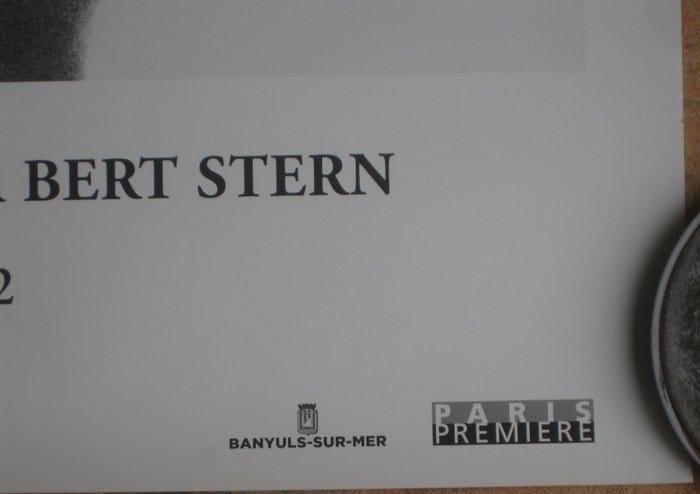 BERT STERN
2
BANYULS-SUR-MER
PARIS
PREMIERE